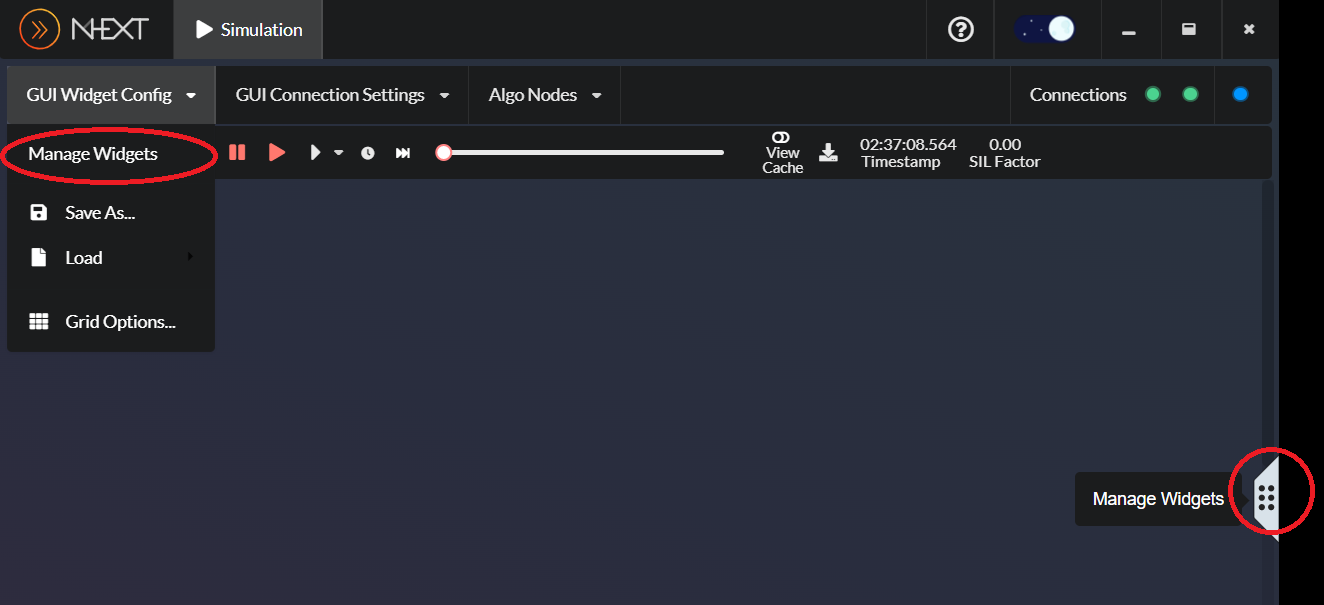 NEXT
Simulation
GUI Widget Config
GUI Connection Settings
Algo Nodes
Connections
Manage Widgets
View
Cache
02:37:08.564
Timestamp
0.00
SIL Factor
Save As...
Load
Grid Options...
Manage Widgets